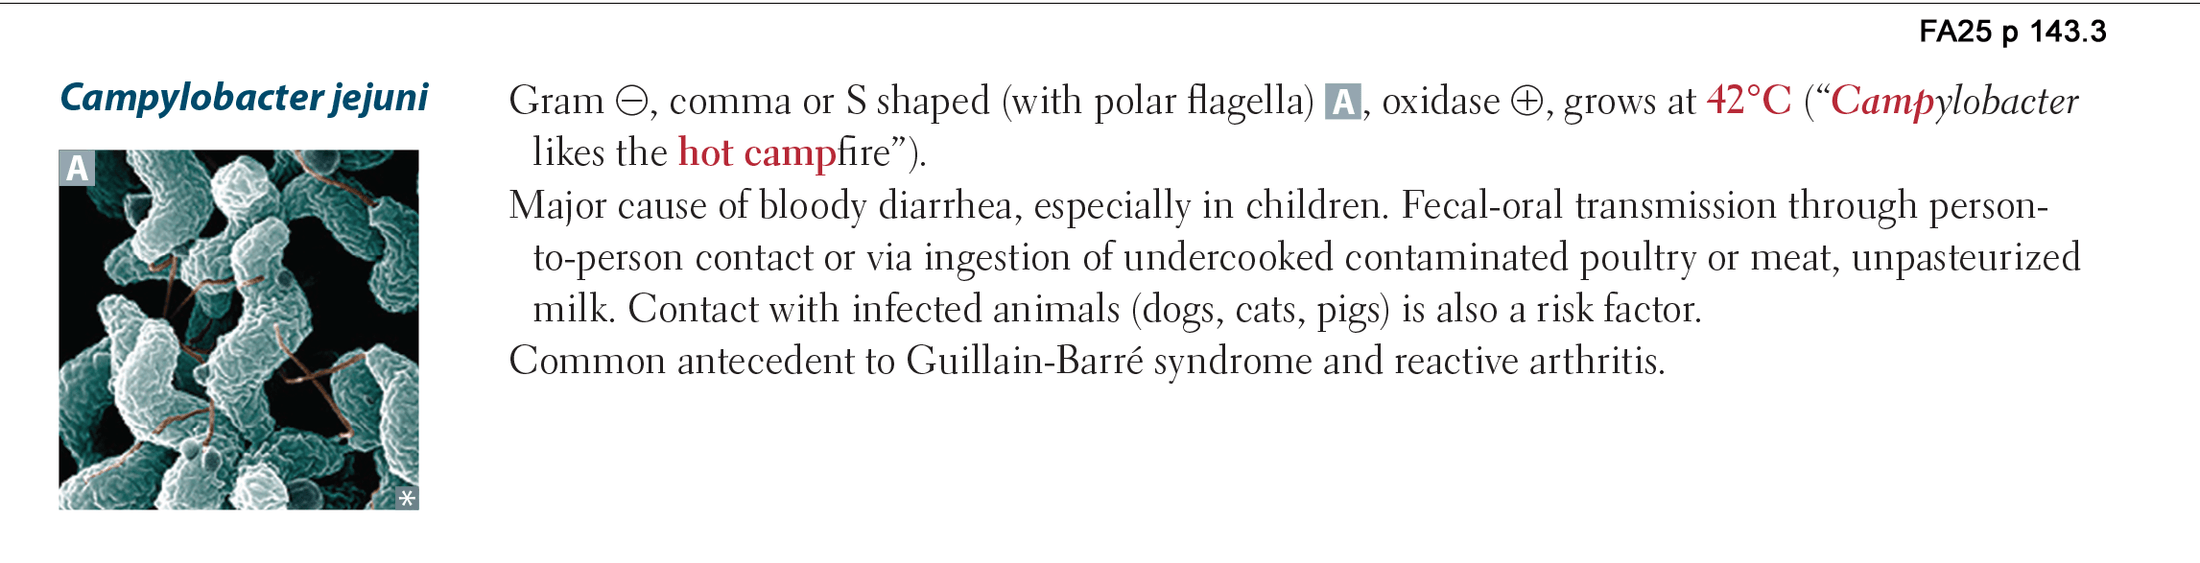 FA25 p 143.3
Campylobacter jejuni
A
*
Gram ⊖, comma or S shaped (with polar flagella) A, oxidase ⊕, grows at 42°C (“Campylobacter
likes the hot campfire”).
Major cause of bloody diarrhea, especially in children. Fecal-oral transmission through person-
to-person contact or via ingestion of undercooked contaminated poultry or meat, unpasteurized
milk. Contact with infected animals (dogs, cats, pigs) is also a risk factor.
Common antecedent to Guillain-Barré syndrome and reactive arthritis.